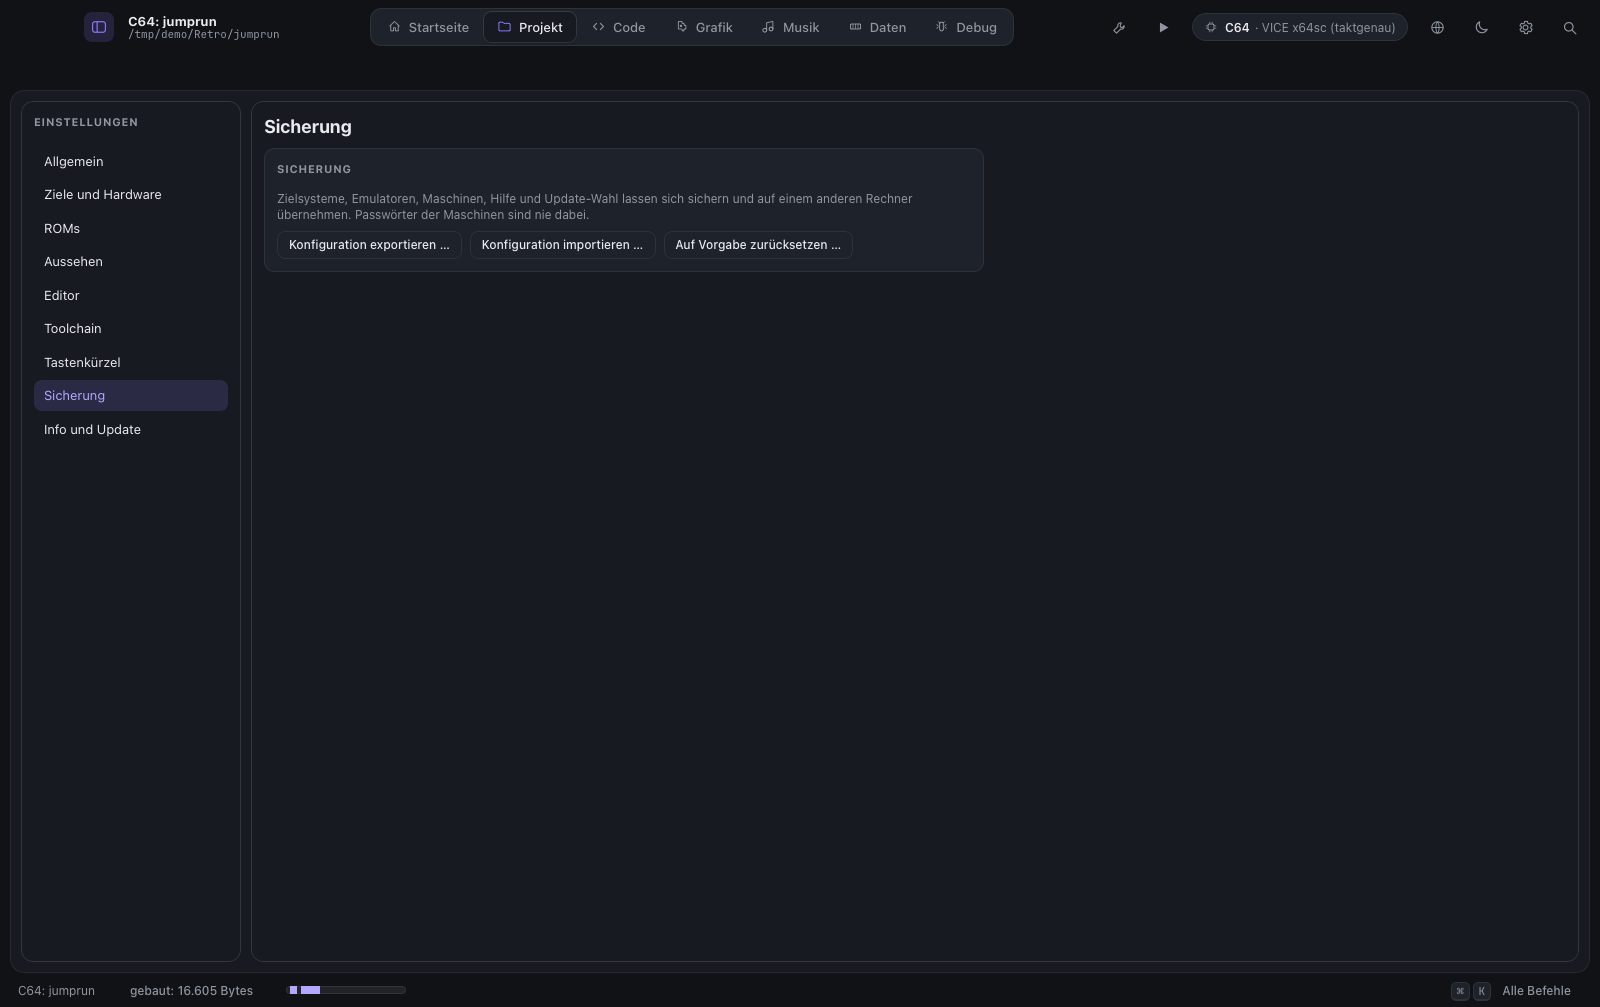 C64: jumprun
/tmp/demo/Retro/jumprun
Startseite
Projekt
Code
Grafik
Musik
Daten
Debug
C64 · VICE x64sc (taktgenau)
EINSTELLUNGEN
Allgemein
Ziele und Hardware
ROMs
Aussehen
Editor
Toolchain
Tastenkürzel
Sicherung
Info und Update
Sicherung
SICHERUNG
Zielsysteme, Emulatoren, Maschinen, Hilfe und Update-Wahl lassen sich sichern und auf einem anderen Rechner
übernehmen. Passwörter der Maschinen sind nie dabei.
Konfiguration exportieren ...
Konfiguration importieren ...
Auf Vorgabe zurücksetzen ...
C64: jumprun
gebaut: 16.605 Bytes
⌘ K Alle Befehle